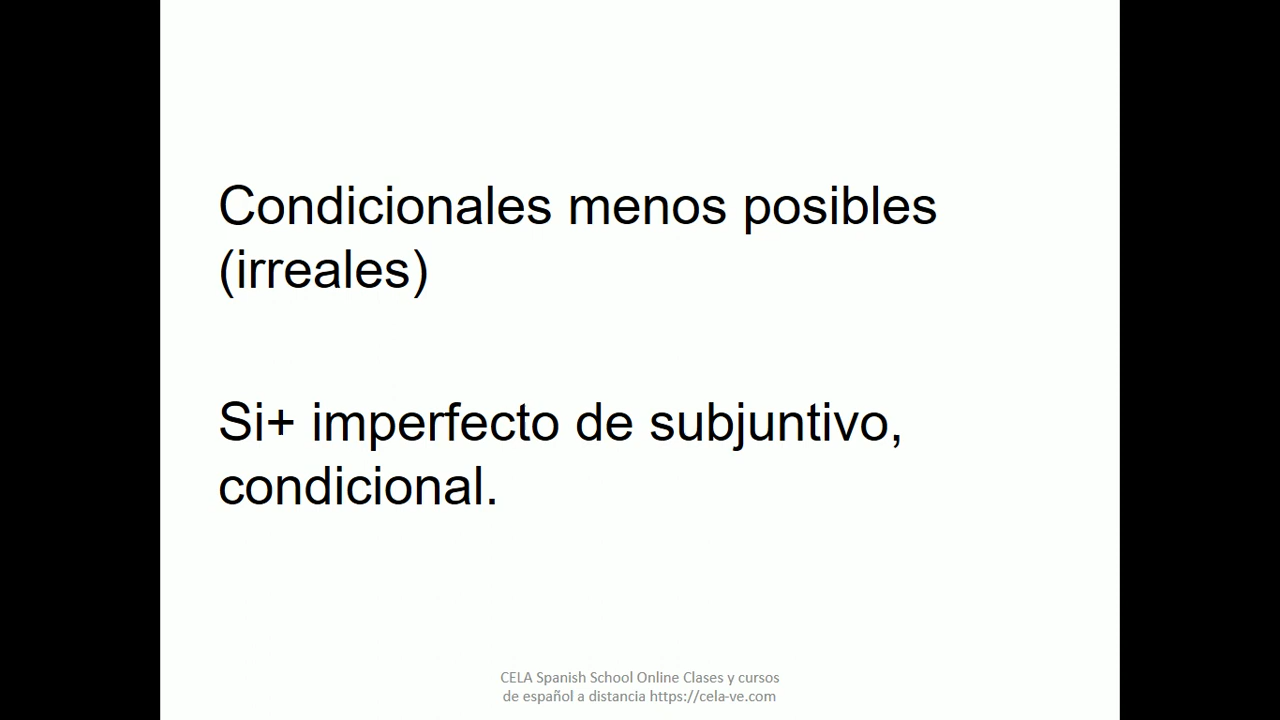 Condicionales menos posibles
(irreales)
Si+ imperfecto de subjuntivo,
condicional.
CELA Spanish School Online Clases y cursos
de español a distancia https://cela-ve.com